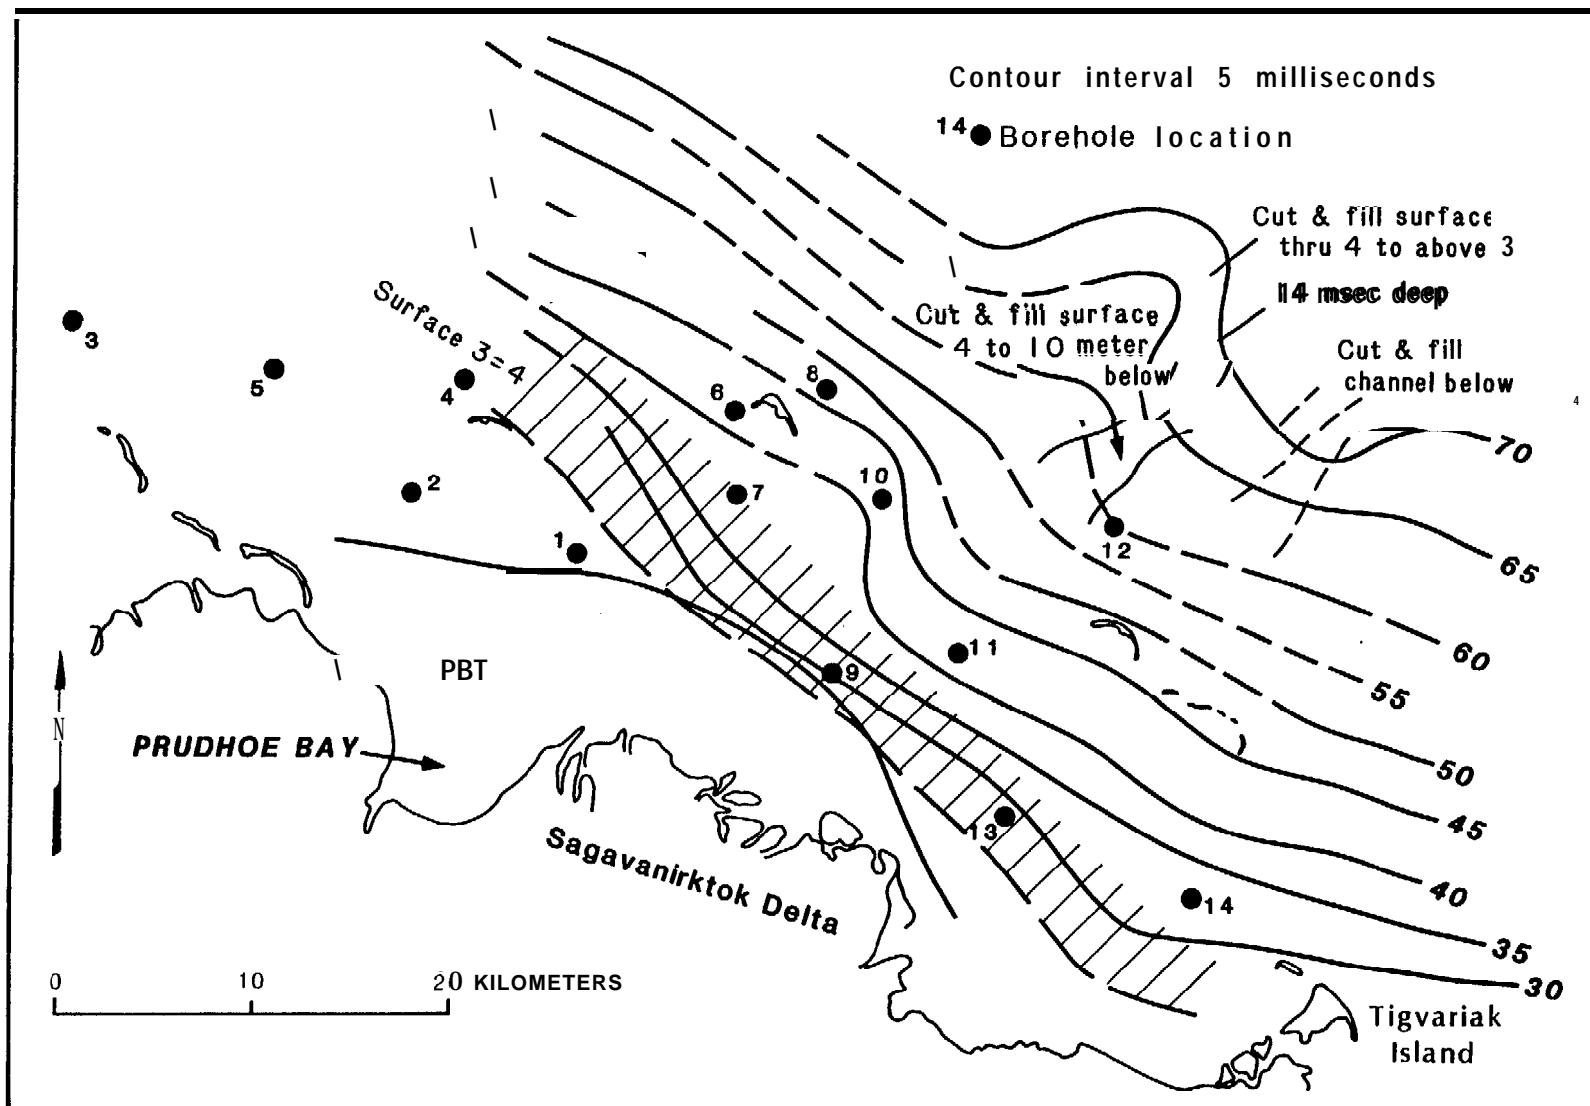 Contour interval 5 milliseconds
14 Borehole location
Cut & fill surface
thru 4 to above 3
14 msec deep
Surface 3=4
Cut & fill surface
4 to 10 meter
below
Cut & fill
channel below
4
3
5
4
6
8
2
7
10
1
12
70
65
60
55
50
45
40
35
30
11
9
13
14
PBT
N
PRUDHOE BAY
Sagavanirktok Delta
0 10 20 KILOMETERS
Tigvariak
Island